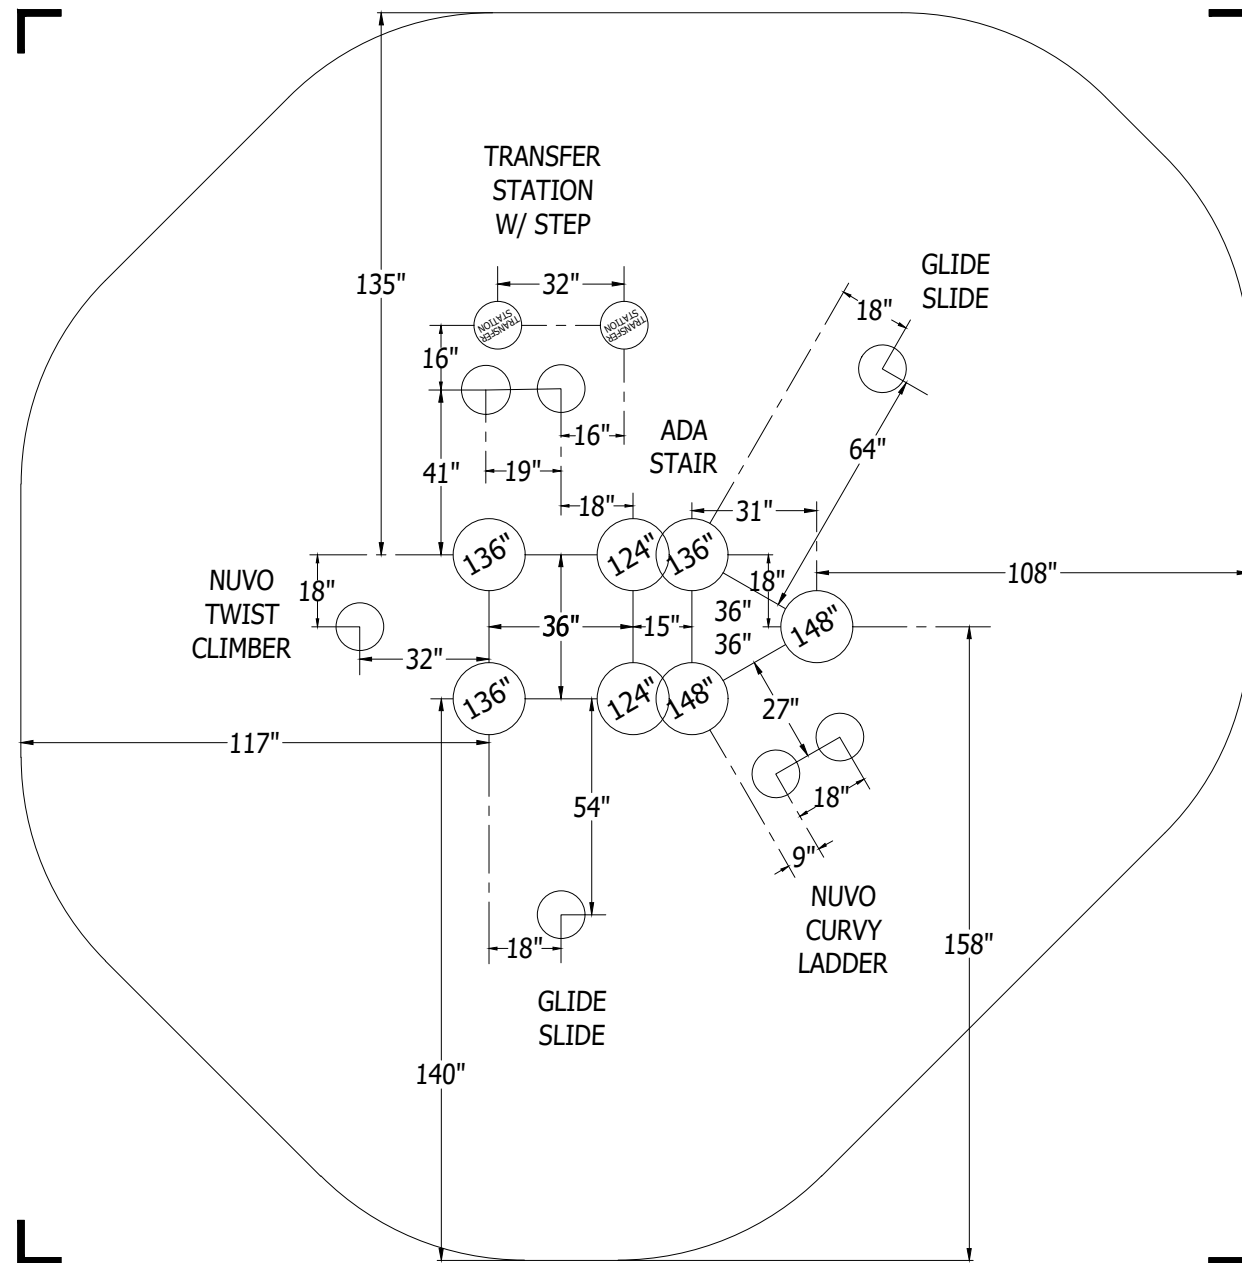 TRANSFER
STATION
W/ STEP
GLIDE
SLIDE
135"
32"
18"
TRANSFER
STATION
TRANSFER
STATION
16"
16"
ADA
STAIR
64"
41"
19"
18"
31"
136"
124"
136"
NUVO
TWIST
CLIMBER
18"
18"
108"
36"
15"
36"
36"
148"
32"
136"
124"
148"
27"
117"
54"
18"
9"
NUVO
CURVY
LADDER
18"
158"
GLIDE
SLIDE
140"